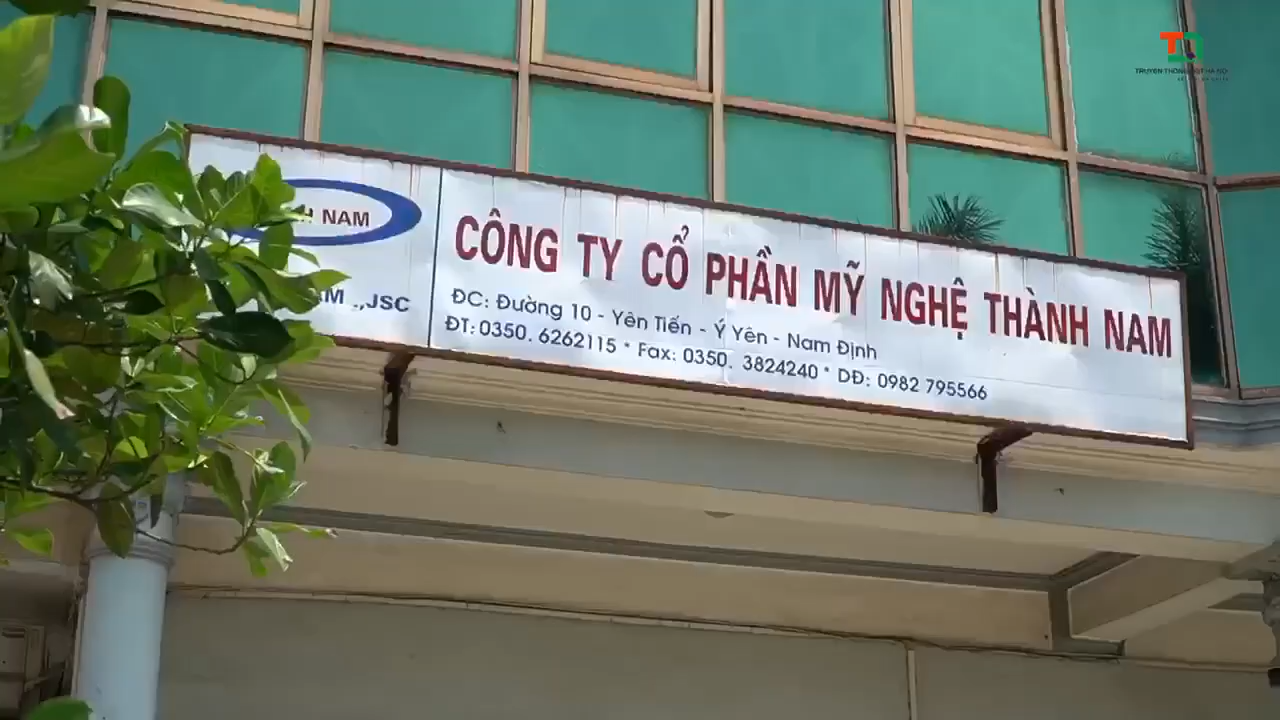 NAM
.,JSC
CÔNG TY CỔ PHẦN MỸ NGHỆ THÀNH NAM
ĐC: Đường 10 - Yên Tiến - Ý Yên - Nam Định
ĐT: 0350. 6262115 * Fax: 0350. 3824240 * DĐ: 0982 795566